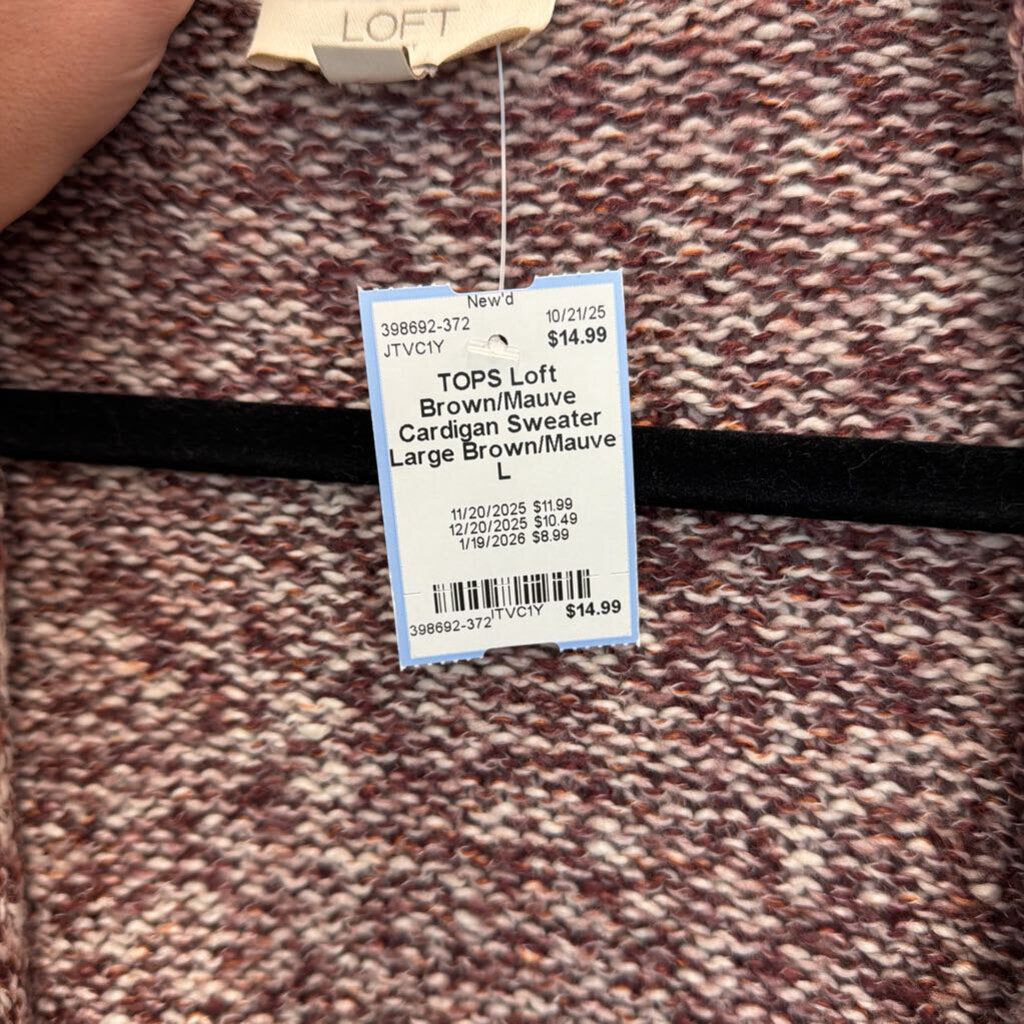 LOFT
New'd
398692-372 10/21/25
JTVC1Y $14.99
TOPS Loft
Brown/Mauve
Cardigan Sweater
Large Brown/Mauve
L
11/20/2025 $11.99
12/20/2025 $10.49
1/19/2026 $8.99
JTVC1Y $14.99
398692-372